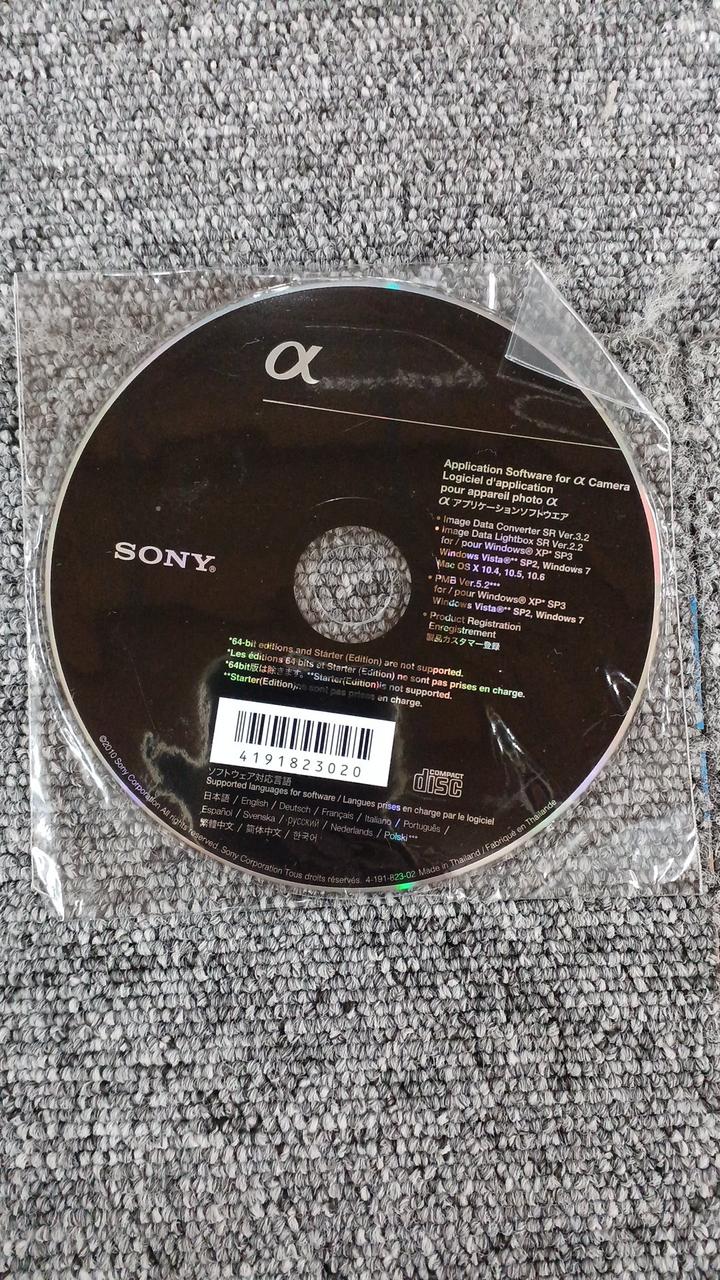 α
Application Software for α Camera
Logiciel d'application
pour appareil photo α
α アプリケーションソフトウエア
• Image Data Converter SR Ver.3.2
• Image Data Lightbox SR Ver.2.2
for / pour Windows® XP* SP3
Windows Vista®** SP2, Windows 7
Mac OS X 10.4, 10.5, 10.6
• PMB Ver.5.2***
for / pour Windows® XP* SP3
Windows Vista®** SP2, Windows 7
• Product Registration
Enregistrement
製品カスタマー登録
SONY®
*64-bit editions and Starter (Edition) are not supported.
*Les éditions 64 bits et Starter (Edition) ne sont pas prises en charge.
*64bit版は除きます。**Starter(Edition)is not supported.
**Starter(Edition)ne sont pas prises en charge.
4191823020
COMPACT
disc
ソフトウェア対応言語
Supported languages for software / Langues prises en charge par le logiciel
日本語 / English / Deutsch / Français / Italiano / Português /
Español / Svenska / русский / Nederlands / Polski***
繁體中文 / 简体中文 / 한국어
©2010 Sony Corporation All rights reserved. Sony Corporation Tous droits réservés. 4-191-823-02 Made in Thailand / Fabriqué en Thaïlande